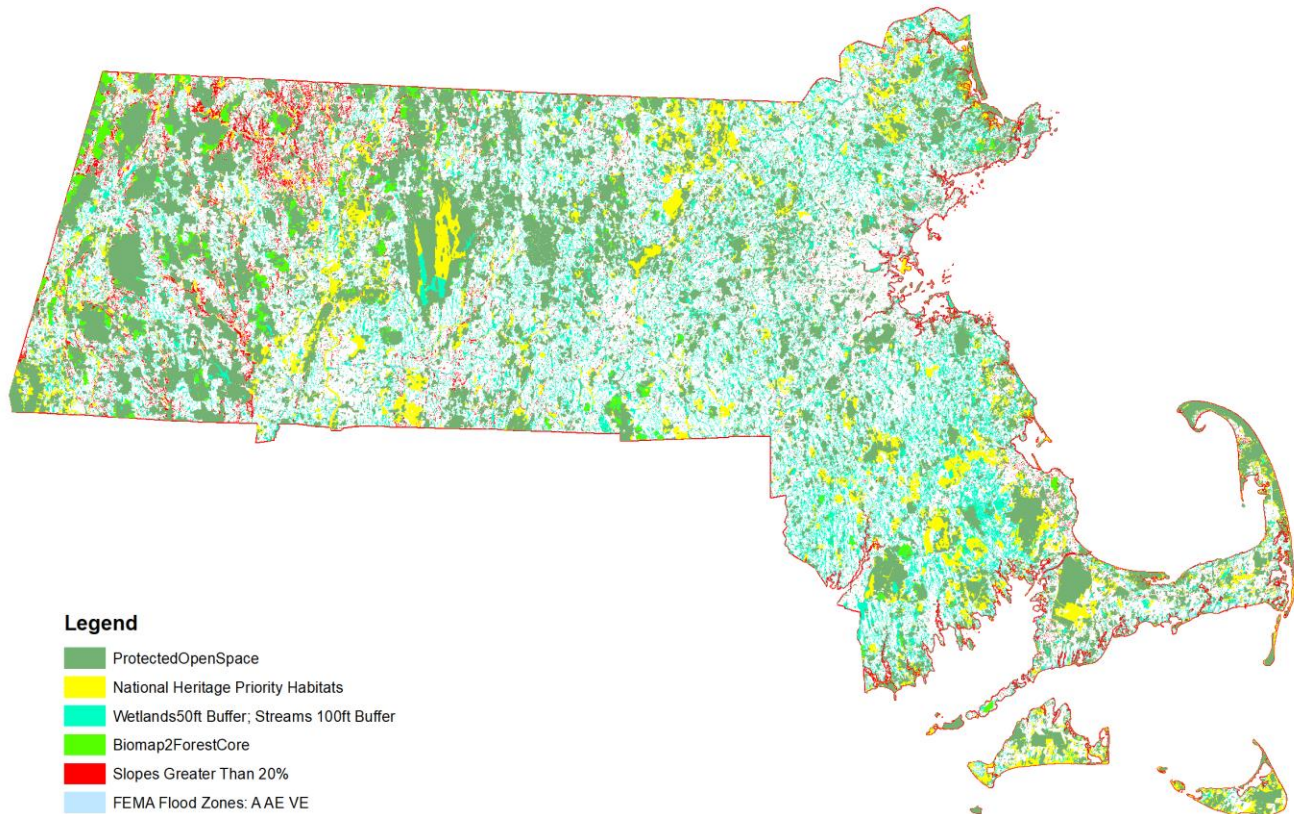 Legend
ProtectedOpenSpace
National Heritage Priority Habitats
Wetlands50ft Buffer; Streams 100ft Buffer
Biomap2ForestCore
Slopes Greater Than 20%
FEMA Flood Zones: A AE VE